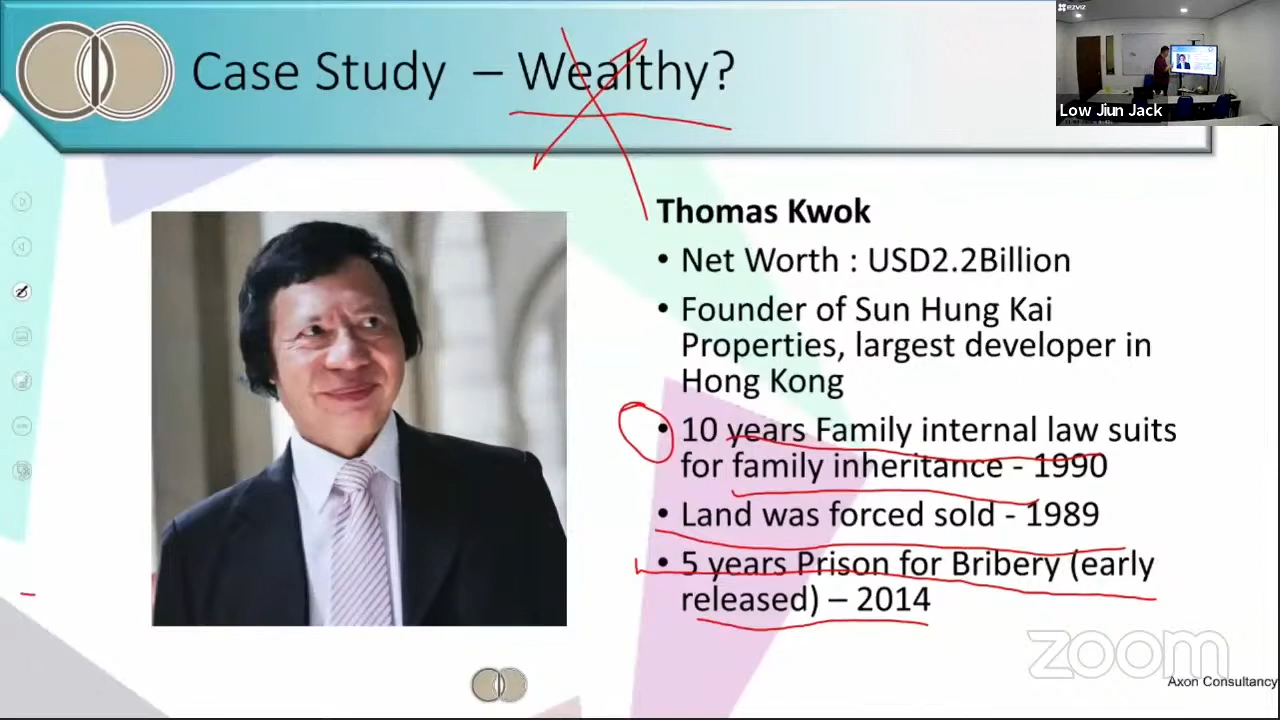 ezviz
Low Jiun Jack
Case Study – Wealthy?
Thomas Kwok
• Net Worth : USD2.2Billion
• Founder of Sun Hung Kai
Properties, largest developer in
Hong Kong
• 10 years Family internal law suits
for family inheritance - 1990
• Land was forced sold - 1989
• 5 years Prison for Bribery (early
released) – 2014
zoom
Axon Consultancy